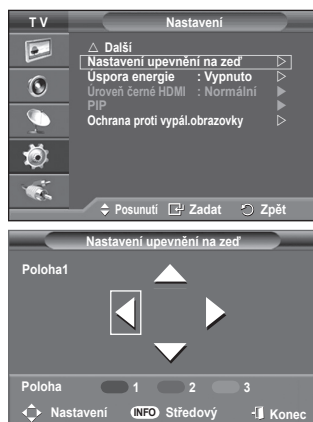 T V Nastavení
△ Další
Nastavení upevnění na zeď ▷
Úspora energie : Vypnuto ▷
Úroveň černé HDMI : Normální ▶
PIP ▶
Ochrana proti vypál.obrazovky ▷
Posunutí Zadat Zpět
Nastavení upevnění na zeď
Poloha1
Poloha 1 2 3
Nastavení INFO Středový Konec